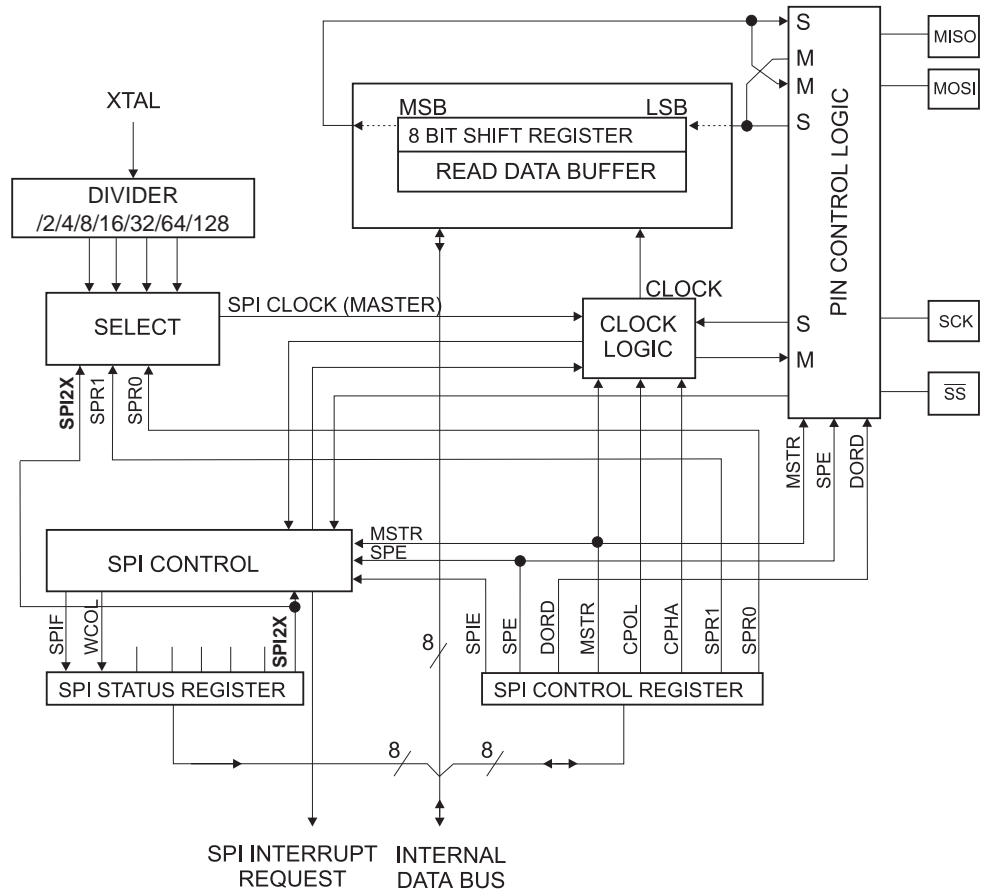 S
MISO
M
M
MOSI
XTAL
MSB
LSB
S
8 BIT SHIFT REGISTER
READ DATA BUFFER
PIN CONTROL LOGIC
DIVIDER
/2/4/8/16/32/64/128
SPI CLOCK (MASTER)
CLOCK
SELECT
CLOCK
LOGIC
S
SCK
M
SS
SPI2X
SPR1
SPR0
MSTR
SPE
DORD
MSTR
SPE
SPI CONTROL
SPIF
WCOL
SPI2X
8
SPIE
SPE
DORD
MSTR
CPOL
CPHA
SPR1
SPR0
SPI STATUS REGISTER
SPI CONTROL REGISTER
8
8
SPI INTERRUPT
REQUEST
INTERNAL
DATA BUS